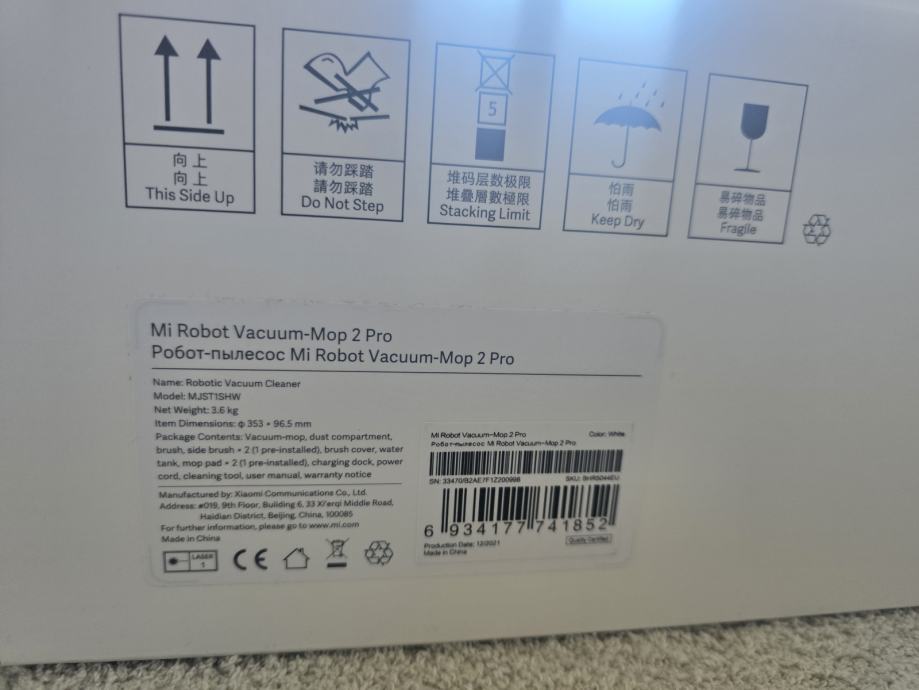 5
向上
向上
This Side Up
请勿踩踏
請勿踩踏
Do Not Step
堆码层数极限
堆疊層數極限
Stacking Limit
怕雨
怕雨
Keep Dry
易碎物品
易碎物品
Fragile
Mi Robot Vacuum-Mop 2 Pro
Робот-пылесос Mi Robot Vacuum-Mop 2 Pro
Name: Robotic Vacuum Cleaner
Model: MJST1SHW
Net Weight: 3.6 kg
Item Dimensions: φ 353 × 96.5 mm
Package Contents: Vacuum-mop, dust compartment,
brush, side brush × 2 (1 pre-installed), brush cover, water
tank, mop pad × 2 (1 pre-installed), charging dock, power
cord, cleaning tool, user manual, warranty notice
Manufactured by: Xiaomi Communications Co., Ltd.
Address: #019, 9th Floor, Building 6, 33 Xi'erqi Middle Road,
Haidian District, Beijing, China, 100085
For further information, please go to www.mi.com
Made in China
LASER
1
CE
Mi Robot Vacuum-Mop 2 Pro Color: White
Робот-пылесос Mi Robot Vacuum-Mop 2 Pro
SN: 33470/B2AE7F1Z200998 SKU: BHR5044EU
6 934177 741852
Production Date: 12/2021
Made in China
Quality Certified